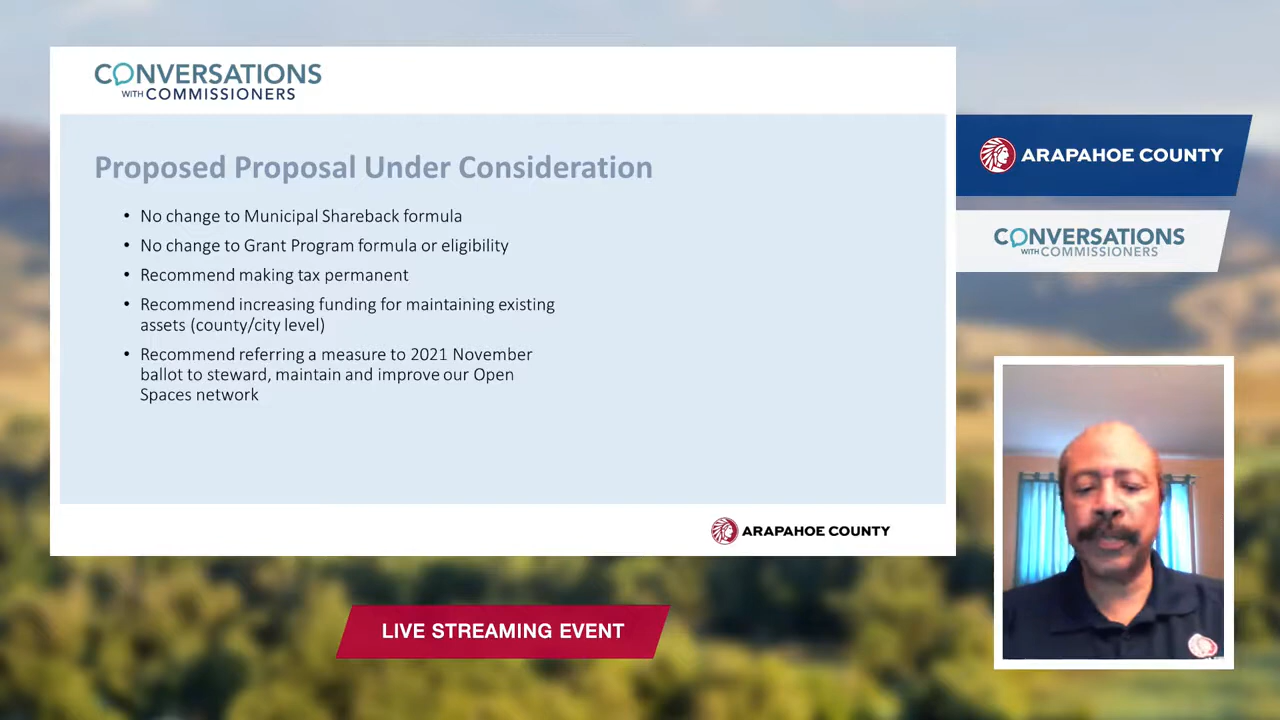 CONVERSATIONS
WITH COMMISSIONERS
Proposed Proposal Under Consideration
• No change to Municipal Shareback formula
• No change to Grant Program formula or eligibility
• Recommend making tax permanent
• Recommend increasing funding for maintaining existing
assets (county/city level)
• Recommend referring a measure to 2021 November
ballot to steward, maintain and improve our Open
Spaces network
ARAPAHOE COUNTY
ARAPAHOE COUNTY
CONVERSATIONS
WITH COMMISSIONERS
LIVE STREAMING EVENT